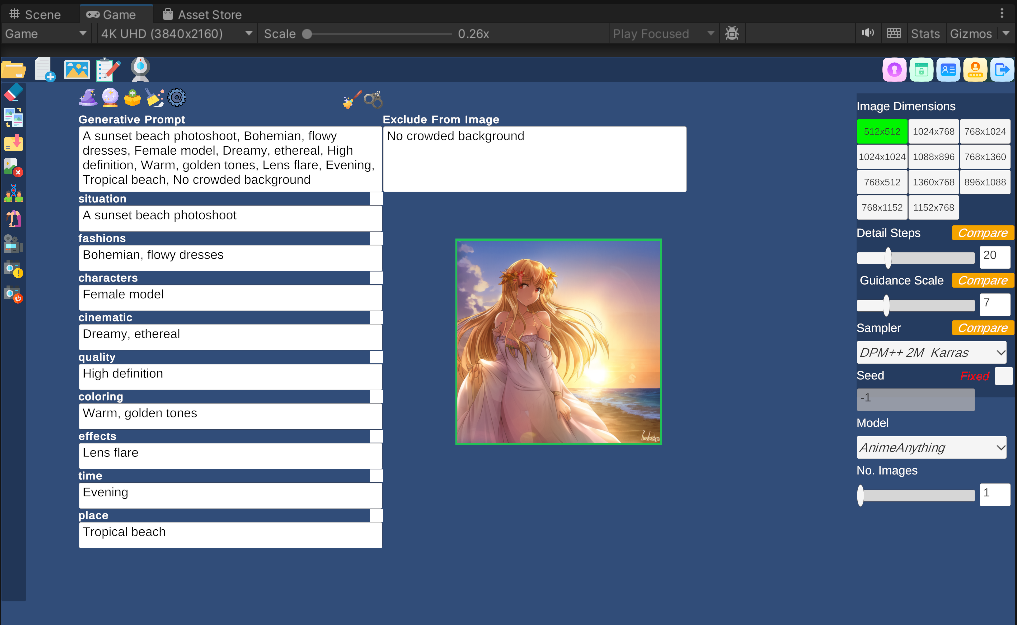 Scene Game Asset Store
Game 4K UHD (3840x2160) Scale 0.26x Play Focused Stats Gizmos
Generative Prompt Exclude From Image
A sunset beach photoshoot, Bohemian, flowy
dresses, Female model, Dreamy, ethereal, High
definition, Warm, golden tones, Lens flare, Evening,
Tropical beach, No crowded background
No crowded background
situation
A sunset beach photoshoot
fashions
Bohemian, flowy dresses
characters
Female model
cinematic
Dreamy, ethereal
quality
High definition
coloring
Warm, golden tones
effects
Lens flare
time
Evening
place
Tropical beach
Image Dimensions
512x512 1024x768 768x1024
1024x1024 1088x896 768x1360
768x512 1360x768 896x1088
768x1152 1152x768
Detail Steps Compare
20
Guidance Scale Compare
7
Sampler Compare
DPM++ 2M Karras
Seed Fixed
-1
Model
AnimeAnything
No. Images
1